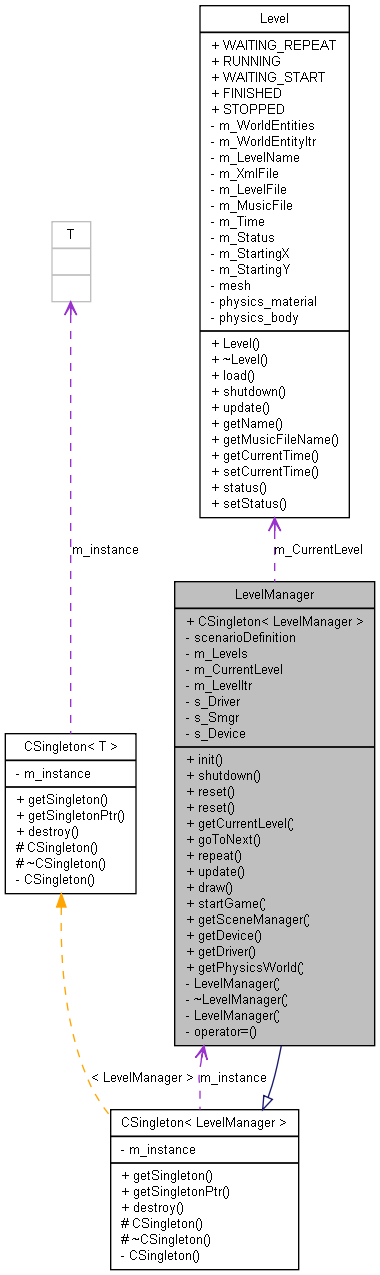 Level
+ WAITING_REPEAT
+ RUNNING
+ WAITING_START
+ FINISHED
+ STOPPED
- m_WorldEntities
- m_WorldEntityItr
- m_LevelName
- m_XmlFile
- m_LevelFile
- m_MusicFile
- m_Time
- m_Status
- m_StartingX
- m_StartingY
- mesh
- physics_material
- physics_body
+ Level()
+ ~Level()
+ load()
+ shutdown()
+ update()
+ getName()
+ getMusicFileName()
+ getCurrentTime()
+ setCurrentTime()
+ status()
+ setStatus()
T
m_instance
m_CurrentLevel
LevelManager
+ CSingleton< LevelManager >
- scenarioDefinition
- m_Levels
- m_CurrentLevel
- m_LevelItr
- s_Driver
- s_Smgr
- s_Device
+ init()
+ shutdown()
+ reset()
+ reset()
+ getCurrentLevel()
+ goToNext()
+ repeat()
+ update()
+ draw()
+ startGame()
+ getSceneManager()
+ getDevice()
+ getDriver()
+ getPhysicsWorld()
- LevelManager()
- ~LevelManager()
- LevelManager()
- operator=()
CSingleton< T >
- m_instance
+ getSingleton()
+ getSingletonPtr()
+ destroy()
# CSingleton()
# ~CSingleton()
- CSingleton()
< LevelManager >
m_instance
CSingleton< LevelManager >
- m_instance
+ getSingleton()
+ getSingletonPtr()
+ destroy()
# CSingleton()
# ~CSingleton()
- CSingleton()